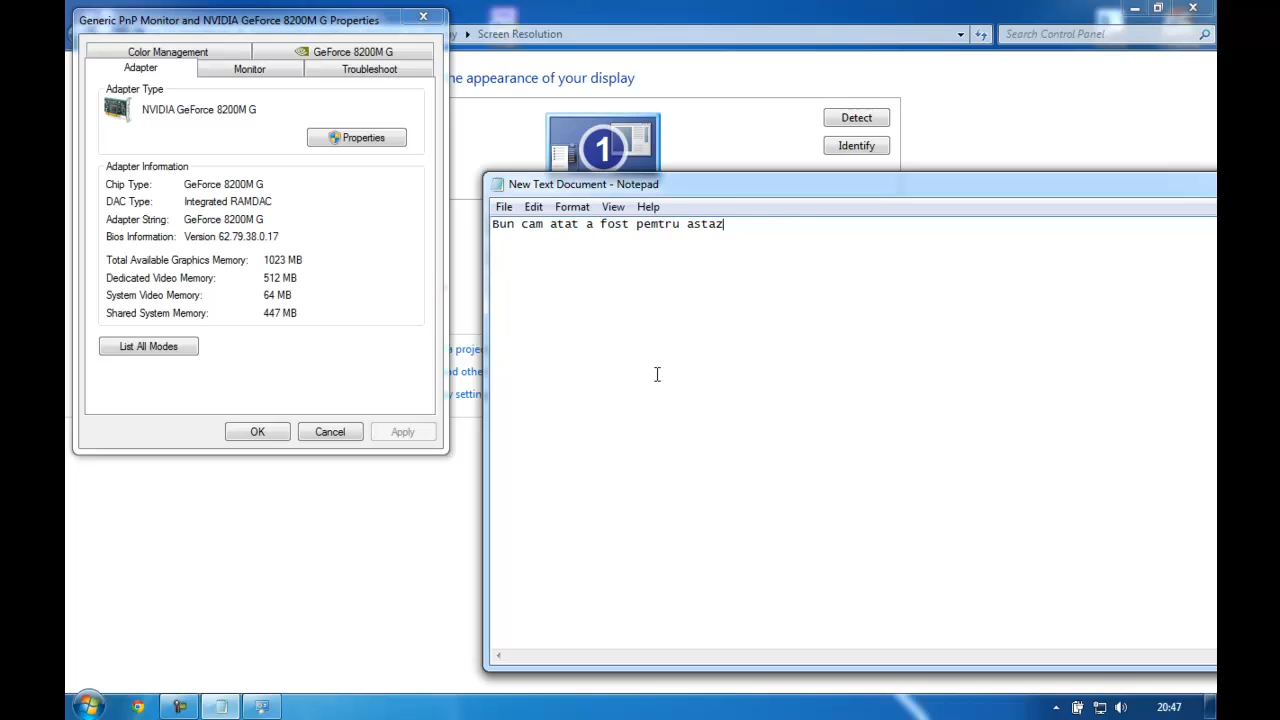 Generic PnP Monitor and NVIDIA GeForce 8200M G Properties
Color Management
GeForce 8200M G
Adapter
Monitor
Troubleshoot
Adapter Type
NVIDIA GeForce 8200M G
Properties
Adapter Information
Chip Type: GeForce 8200M G
DAC Type: Integrated RAMDAC
Adapter String: GeForce 8200M G
Bios Information: Version 62.79.38.0.17
Total Available Graphics Memory: 1023 MB
Dedicated Video Memory: 512 MB
System Video Memory: 64 MB
Shared System Memory: 447 MB
List All Modes
OK
Cancel
Apply
Screen Resolution
Search Control Panel
the appearance of your display
1
Detect
Identify
New Text Document - Notepad
File Edit Format View Help
Bun cam atat a fost pemtru astaz
20:47